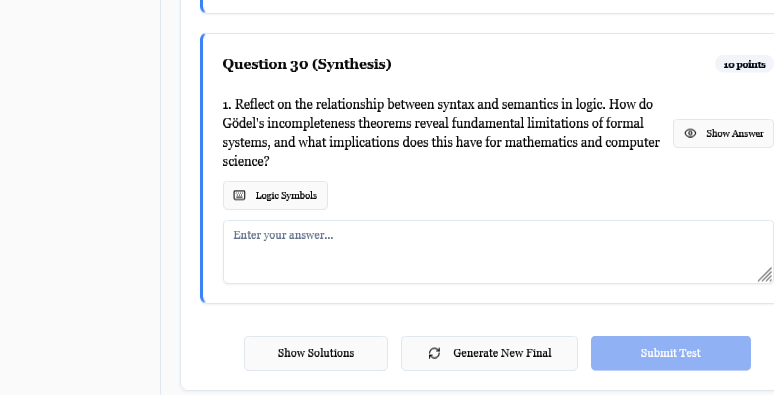 Question 30 (Synthesis)
10 points
1. Reflect on the relationship between syntax and semantics in logic. How do
Gödel's incompleteness theorems reveal fundamental limitations of formal
systems, and what implications does this have for mathematics and computer
science?
Show Answer
Logic Symbols
Enter your answer...
Show Solutions
Generate New Final
Submit Test